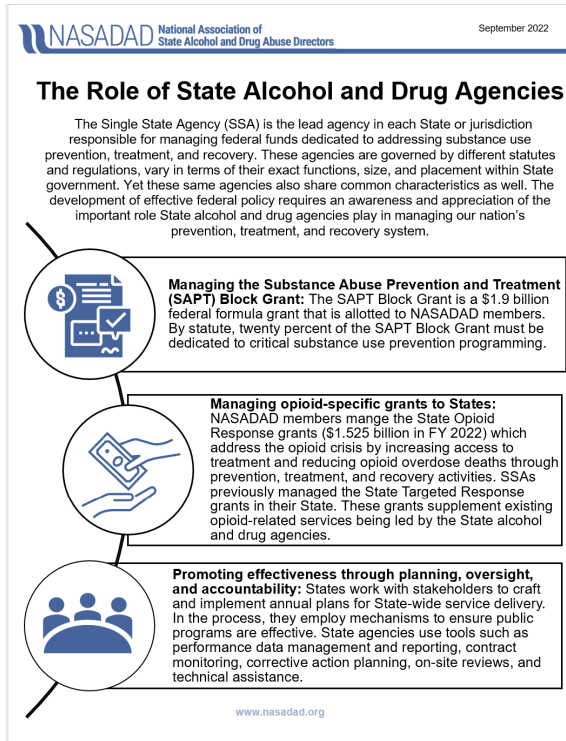 NASADAD National Association of
State Alcohol and Drug Abuse Directors
September 2022
The Role of State Alcohol and Drug Agencies
The Single State Agency (SSA) is the lead agency in each State or jurisdiction
responsible for managing federal funds dedicated to addressing substance use
prevention, treatment, and recovery. These agencies are governed by different statutes
and regulations, vary in terms of their exact functions, size, and placement within State
government. Yet these same agencies also share common characteristics as well. The
development of effective federal policy requires an awareness and appreciation of the
important role State alcohol and drug agencies play in managing our nation's
prevention, treatment, and recovery system.
$
Managing the Substance Abuse Prevention and Treatment
(SAPT) Block Grant: The SAPT Block Grant is a $1.9 billion
federal formula grant that is allotted to NASADAD members.
By statute, twenty percent of the SAPT Block Grant must be
dedicated to critical substance use prevention programming.
Managing opioid-specific grants to States:
NASADAD members mange the State Opioid
Response grants ($1.525 billion in FY 2022) which
address the opioid crisis by increasing access to
treatment and reducing opioid overdose deaths through
prevention, treatment, and recovery activities. SSAs
previously managed the State Targeted Response
grants in their State. These grants supplement existing
opioid-related services being led by the State alcohol
and drug agencies.
Promoting effectiveness through planning, oversight,
and accountability: States work with stakeholders to craft
and implement annual plans for State-wide service delivery.
In the process, they employ mechanisms to ensure public
programs are effective. State agencies use tools such as
performance data management and reporting, contract
monitoring, corrective action planning, on-site reviews, and
technical assistance.
www.nasadad.org